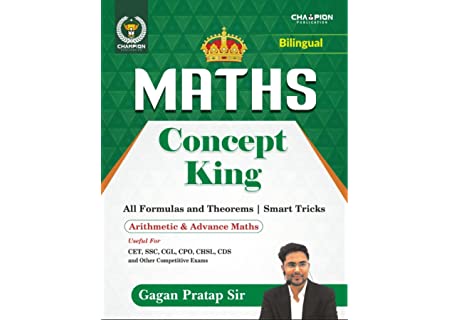 CHAMPION
PUBLICATION
CHAMPION
PUBLICATION
Bilingual
MATHS
Concept
King
All Formulas and Theorems | Smart Tricks
Arithmetic & Advance Maths
Useful For
CET, SSC, CGL, CPO, CHSL, CDS
and Other Competitive Exams
Gagan Pratap Sir